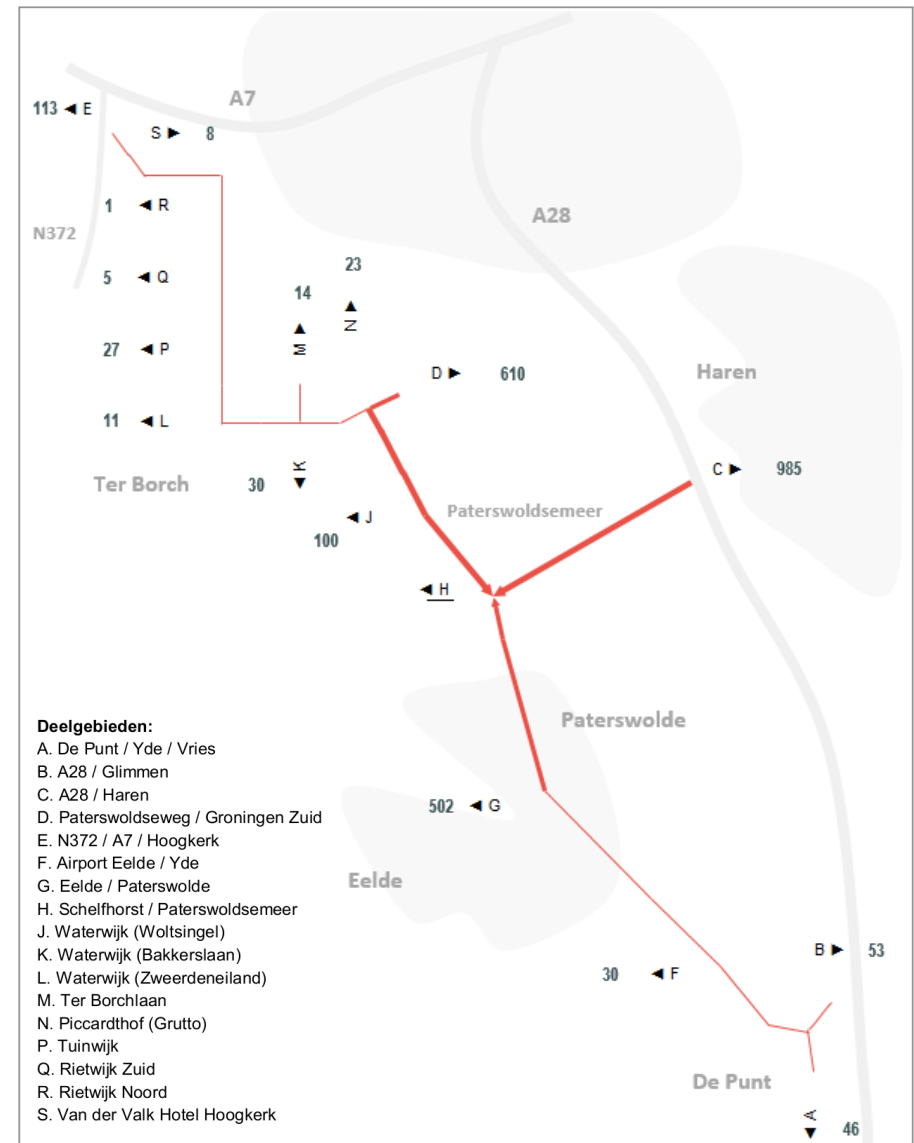 A7
113 ◄ E
S ► 8
1 ◄ R
N372
A28
5 ◄ Q
23
14
N ►
M ►
27 ◄ P
D ► 610
Haren
11 ◄ L
C ► 985
Ter Borch
30
◄ K
Paterswoldsemeer
◄ J
100
◄ H
Paterswolde
Deelgebieden:
A. De Punt / Yde / Vries
B. A28 / Glimmen
C. A28 / Haren
D. Paterswoldseweg / Groningen Zuid
E. N372 / A7 / Hoogkerk
F. Airport Eelde / Yde
G. Eelde / Paterswolde
H. Schelfhorst / Paterswoldsemeer
J. Waterwijk (Woltsingel)
K. Waterwijk (Bakkerslaan)
L. Waterwijk (Zweerdeneiland)
M. Ter Borchlaan
N. Piccardthof (Grutto)
P. Tuinwijk
Q. Rietwijk Zuid
R. Rietwijk Noord
S. Van der Valk Hotel Hoogkerk
502 ◄ G
Eelde
B ► 53
30 ◄ F
De Punt
◄ A
46